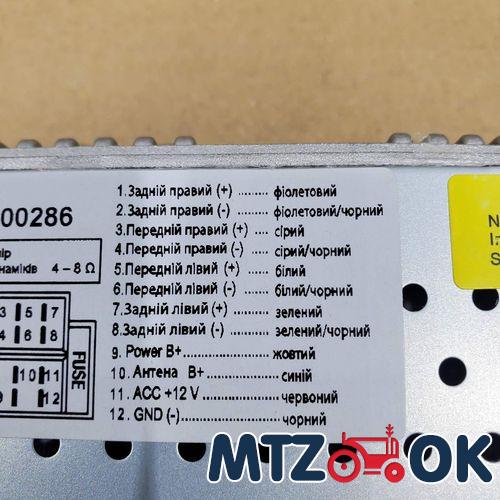 00286
1. Задній правий (+) .......... фіолетовий
2. Задній правий (-) .......... фіолетовий/чорний
3. Передній правий (+) ...... сірий
4. Передній правий (-) ...... сірий/чорний
5. Передній лівий (+) ......... білий
6. Передній лівий (-) ......... білий/чорний
7. Задній лівий (+) ............. зелений
8. Задній лівий (-) ............. зелений/чорний
9. Power B+ ................... жовтий
10. Антена B+ ................. синій
11. ACC +12 V ................. червоний
12. GND (-) ...................... чорний
4 – 8 Ω
3 5 7
4 6 8
10 11
9 12
FUSE
MTZ OK